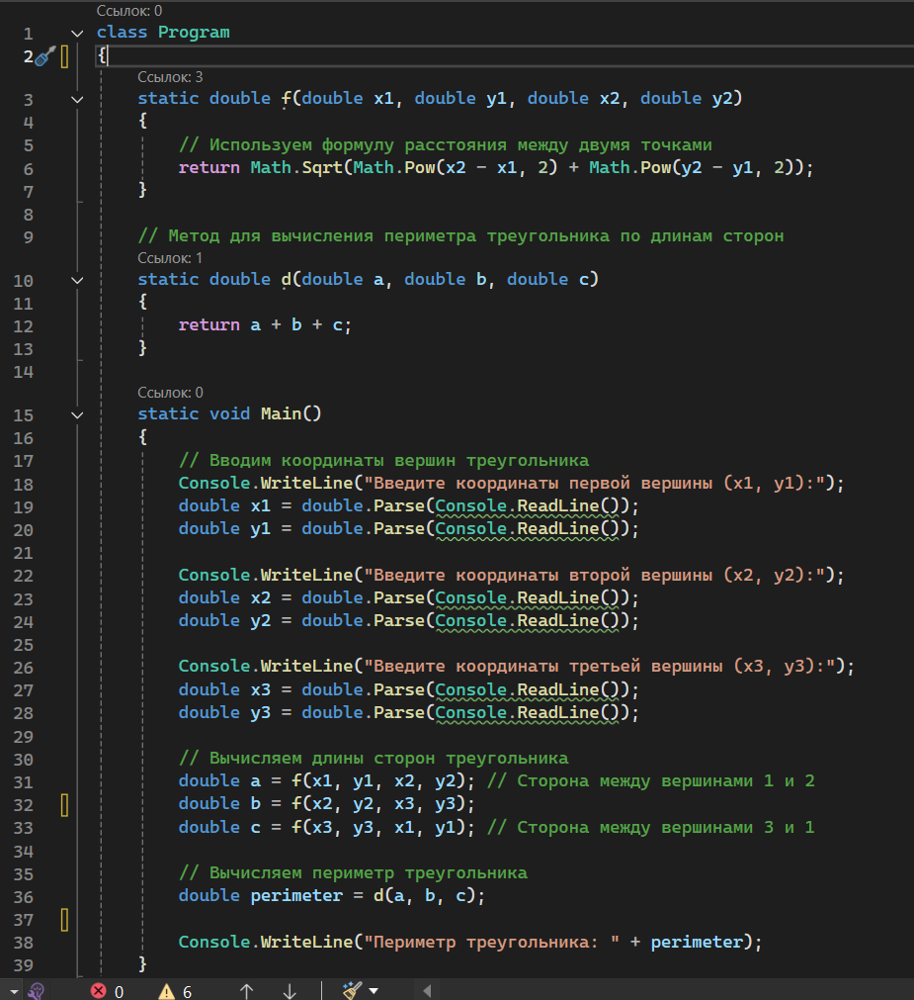 Ссылок: 0
1 class Program
2 {
Ссылок: 3
3 static double f(double x1, double y1, double x2, double y2)
4 {
5 // Используем формулу расстояния между двумя точками
6 return Math.Sqrt(Math.Pow(x2 - x1, 2) + Math.Pow(y2 - y1, 2));
7 }
8
9 // Метод для вычисления периметра треугольника по длинам сторон
Ссылок: 1
10 static double d(double a, double b, double c)
11 {
12 return a + b + c;
13 }
14
Ссылок: 0
15 static void Main()
16 {
17 // Вводим координаты вершин треугольника
18 Console.WriteLine("Введите координаты первой вершины (x1, y1):");
19 double x1 = double.Parse(Console.ReadLine());
20 double y1 = double.Parse(Console.ReadLine());
21
22 Console.WriteLine("Введите координаты второй вершины (x2, y2):");
23 double x2 = double.Parse(Console.ReadLine());
24 double y2 = double.Parse(Console.ReadLine());
25
26 Console.WriteLine("Введите координаты третьей вершины (x3, y3):");
27 double x3 = double.Parse(Console.ReadLine());
28 double y3 = double.Parse(Console.ReadLine());
29
30 // Вычисляем длины сторон треугольника
31 double a = f(x1, y1, x2, y2); // Сторона между вершинами 1 и 2
32 double b = f(x2, y2, x3, y3);
33 double c = f(x3, y3, x1, y1); // Сторона между вершинами 3 и 1
34
35 // Вычисляем периметр треугольника
36 double perimeter = d(a, b, c);
37
38 Console.WriteLine("Периметр треугольника: " + perimeter);
39 }
0 6